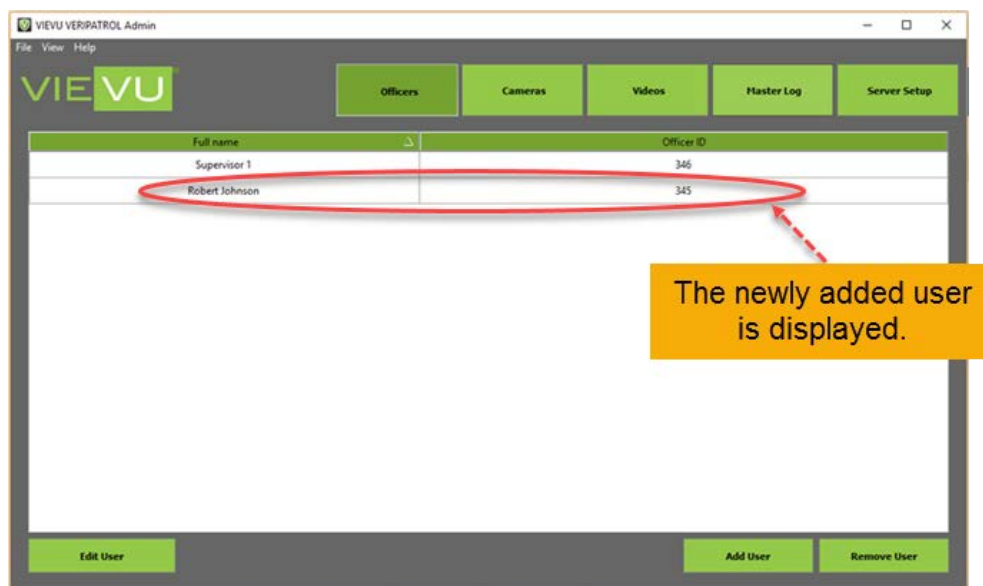 VIEVU VERIPATROL Admin
File View Help
VIEVU
Officers Cameras Videos Master Log Server Setup
Full name Officer ID
Supervisor 1 346
Robert Johnson 345
The newly added user
is displayed.
Edit User Add User Remove User